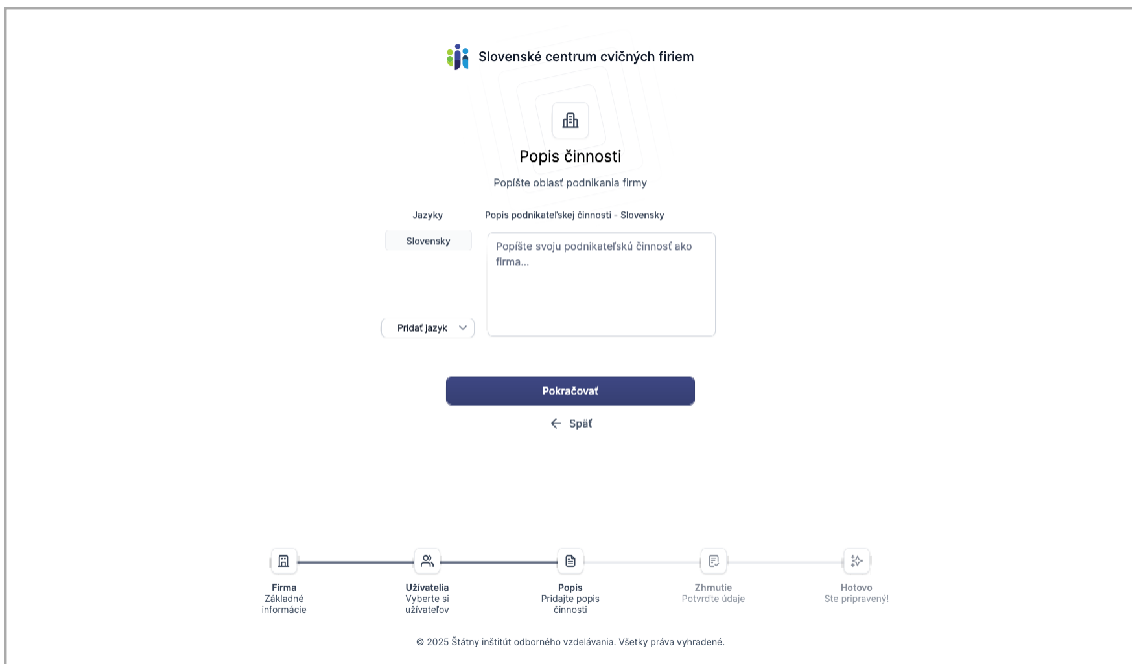 Slovenské centrum cvičných firiem
Popis činnosti
Popíšte oblasť podnikania firmy
Jazyky
Popis podnikateľskej činnosti - Slovensky
Slovensky
Popíšte svoju podnikateľskú činnosť ako
firma...
Pridať jazyk
Pokračovať
← Späť
Firma
Základné
informácie
Užívatelia
Vyberte si
užívateľov
Popis
Pridajte popis
činnosti
Zhrnutie
Potvrďte údaje
Hotovo
Ste pripravený!
© 2025 Štátny inštitút odborného vzdelávania. Všetky práva vyhradené.